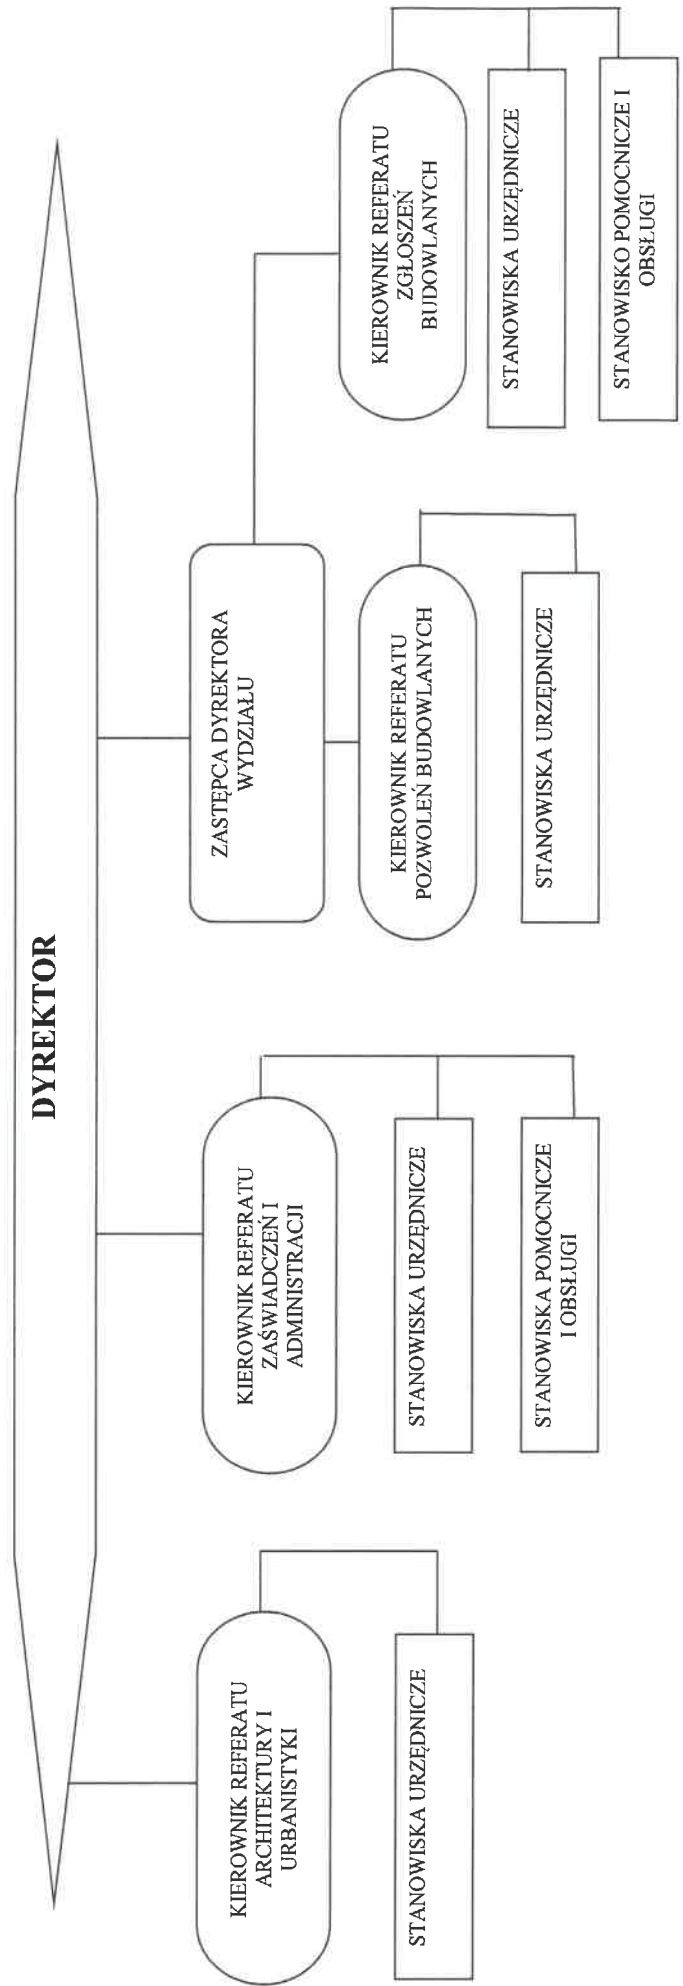 DYREKTOR
KIEROWNIK REFERATU
ARCHITEKTURY I
URBANISTYKI
STANOWISKA URZĘDNICZE
KIEROWNIK REFERATU
ZAŚWIADCZEŃ I
ADMINISTRACJI
STANOWISKA URZĘDNICZE
STANOWISKA POMOCNICZE
I OBSŁUGI
ZASTĘPCA DYREKTORA
WYDZIAŁU
KIEROWNIK REFERATU
POZWOLEŃ BUDOWLANYCH
STANOWISKA URZĘDNICZE
KIEROWNIK REFERATU
ZGŁOSZEŃ
BUDOWLANYCH
STANOWISKA URZĘDNICZE
STANOWISKO POMOCNICZE I
OBSŁUGI